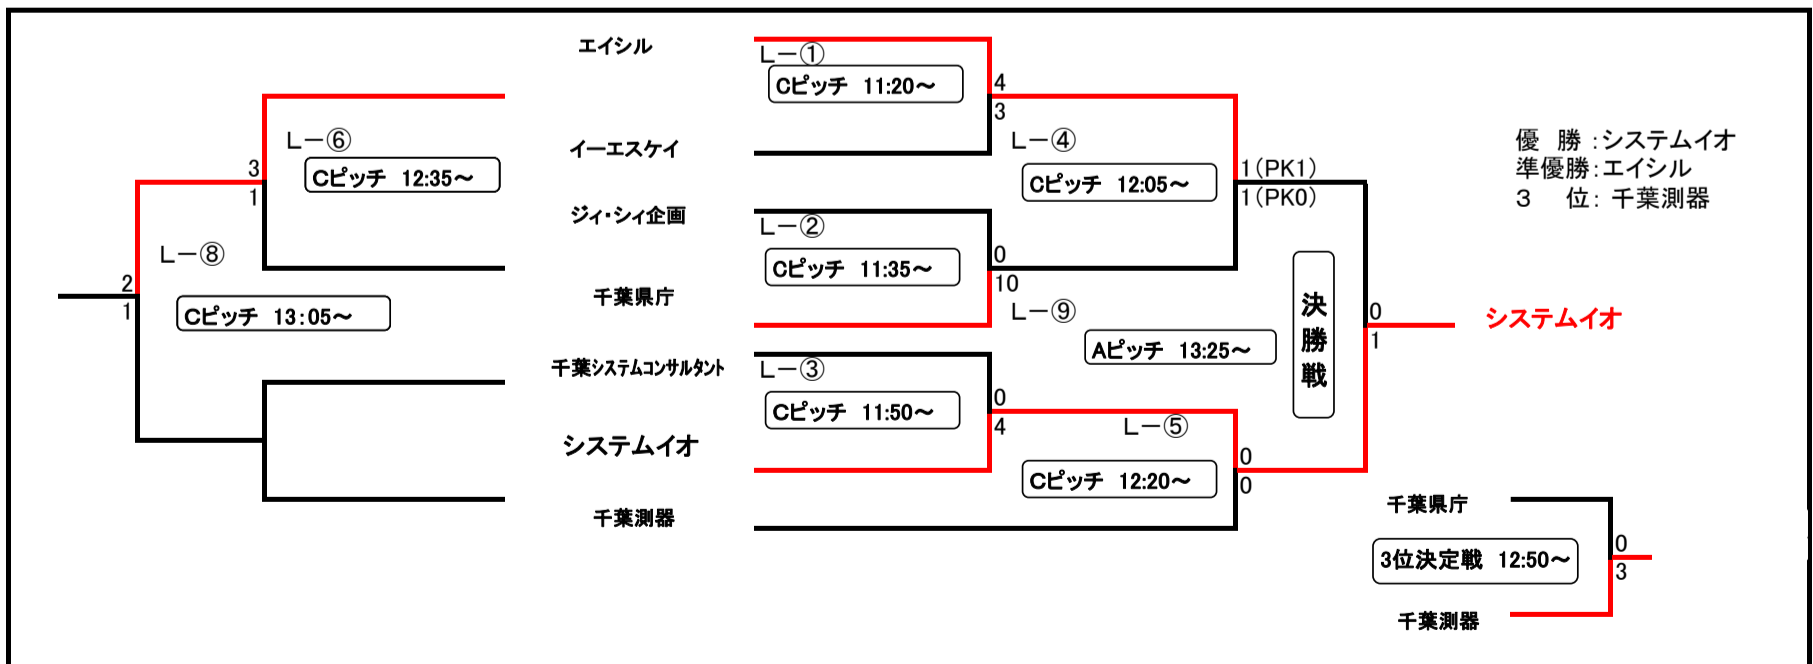 エイシル
L－①
Cピッチ 11:20～
4
3
イーエスケイ
L－⑥
Cピッチ 12:35～
3
1
L－④
Cピッチ 12:05～
1(PK1)
1(PK0)
優 勝:システムイオ
準優勝:エイシル
3 位: 千葉測器
ジィ・シィ企画
L－②
Cピッチ 11:35～
0
10
千葉県庁
L－⑧
Cピッチ 13:05～
2
1
L－⑨
Aピッチ 13:25～
決勝戦
0
1
システムイオ
千葉システムコンサルタント
L－③
Cピッチ 11:50～
0
4
システムイオ
L－⑤
Cピッチ 12:20～
0
0
千葉測器
千葉県庁
3位決定戦 12:50～
0
3
千葉測器